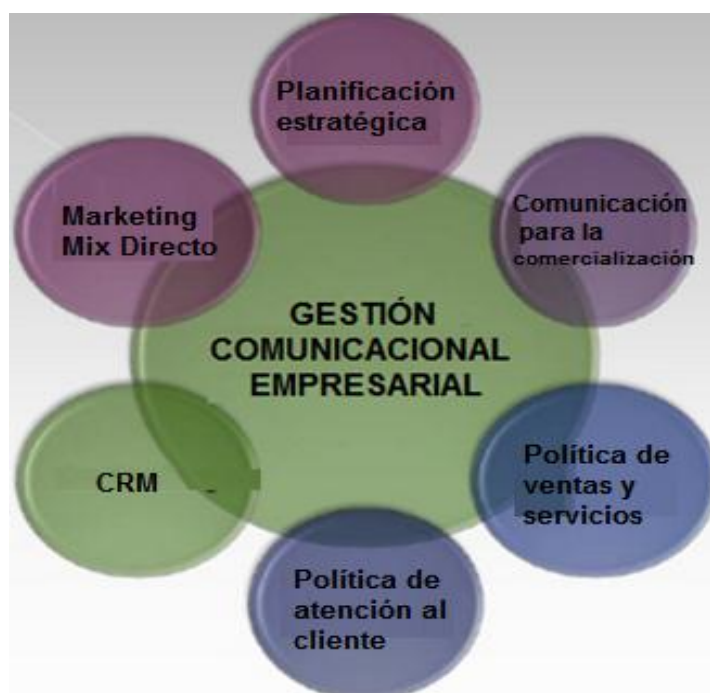 Planificación
estratégica
Comunicación
para la
comercialización
Política de
ventas y
servicios
Política de
atención al
cliente
CRM
Marketing
Mix Directo
GESTIÓN
COMUNICACIONAL
EMPRESARIAL